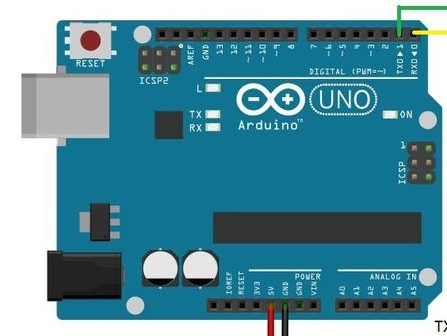 RESET
ICSP2
AREF
GND
13
12
~11
~10
~9
8
7
~6
~5
4
~3
2
TXD▶1
RXD◀0
DIGITAL (PWM=~)
L
TX
RX
UNO
Arduino
ON
1
ICSP
POWER
ANALOG IN
IOREF
RESET
3V3
5V
GND
GND
VIN
A0
A1
A2
A3
A4
A5
TX